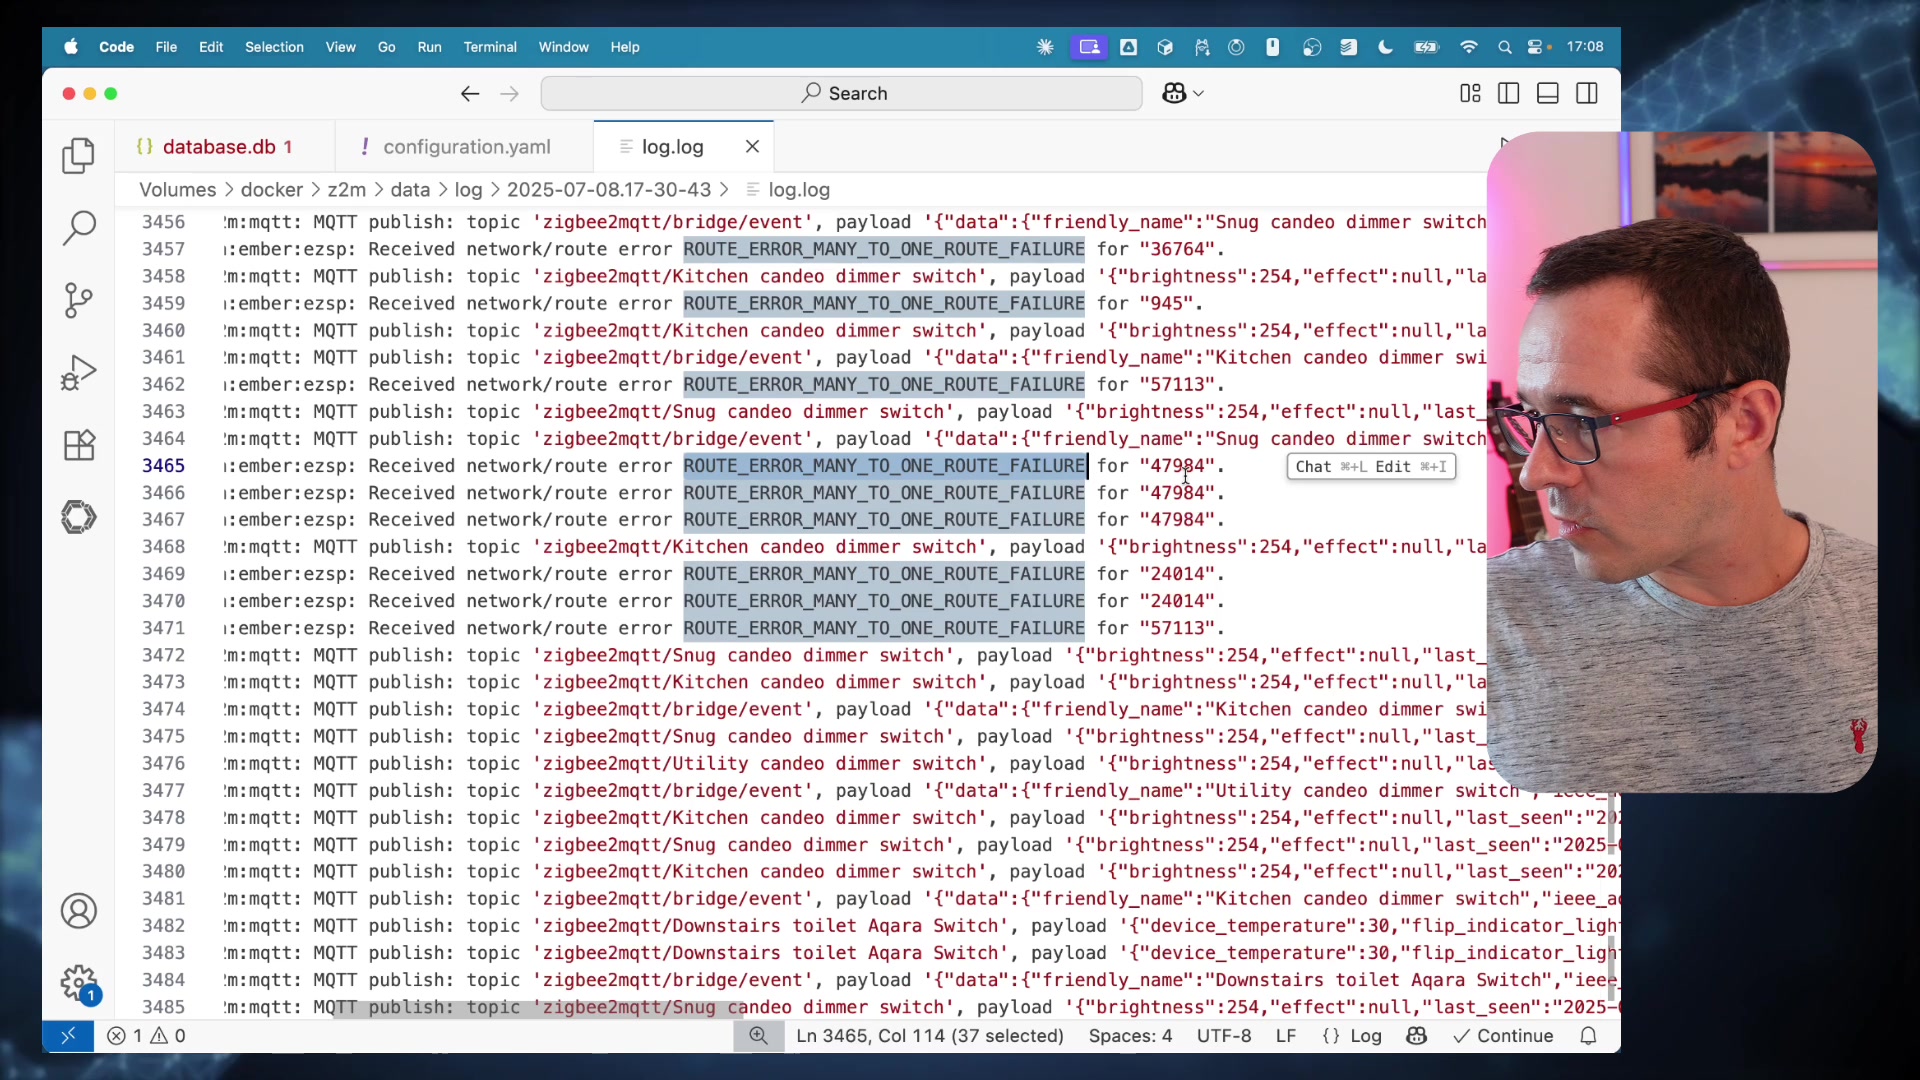 Code File Edit Selection View Go Run Terminal Window Help 17:08
Search
database.db 1 configuration.yaml log.log
Volumes > docker > z2m > data > log > 2025-07-08.17-30-43 > log.log
3456 2m:mqtt: MQTT publish: topic 'zigbee2mqtt/bridge/event', payload '{"data":{"friendly_name":"Snug candeo dimmer switch
3457 :ember:ezsp: Received network/route error ROUTE_ERROR_MANY_TO_ONE_ROUTE_FAILURE for "36764".
3458 2m:mqtt: MQTT publish: topic 'zigbee2mqtt/Kitchen candeo dimmer switch', payload '{"brightness":254,"effect":null,"las
3459 :ember:ezsp: Received network/route error ROUTE_ERROR_MANY_TO_ONE_ROUTE_FAILURE for "945".
3460 2m:mqtt: MQTT publish: topic 'zigbee2mqtt/Kitchen candeo dimmer switch', payload '{"brightness":254,"effect":null,"la
3461 2m:mqtt: MQTT publish: topic 'zigbee2mqtt/bridge/event', payload '{"data":{"friendly_name":"Kitchen candeo dimmer swi
3462 :ember:ezsp: Received network/route error ROUTE_ERROR_MANY_TO_ONE_ROUTE_FAILURE for "57113".
3463 2m:mqtt: MQTT publish: topic 'zigbee2mqtt/Snug candeo dimmer switch', payload '{"brightness":254,"effect":null,"last_
3464 2m:mqtt: MQTT publish: topic 'zigbee2mqtt/bridge/event', payload '{"data":{"friendly_name":"Snug candeo dimmer switch
3465 :ember:ezsp: Received network/route error ROUTE_ERROR_MANY_TO_ONE_ROUTE_FAILURE for "47984". Chat ⌘+L Edit ⌘+I
3466 :ember:ezsp: Received network/route error ROUTE_ERROR_MANY_TO_ONE_ROUTE_FAILURE for "47984".
3467 :ember:ezsp: Received network/route error ROUTE_ERROR_MANY_TO_ONE_ROUTE_FAILURE for "47984".
3468 2m:mqtt: MQTT publish: topic 'zigbee2mqtt/Kitchen candeo dimmer switch', payload '{"brightness":254,"effect":null,"la
3469 :ember:ezsp: Received network/route error ROUTE_ERROR_MANY_TO_ONE_ROUTE_FAILURE for "24014".
3470 :ember:ezsp: Received network/route error ROUTE_ERROR_MANY_TO_ONE_ROUTE_FAILURE for "24014".
3471 :ember:ezsp: Received network/route error ROUTE_ERROR_MANY_TO_ONE_ROUTE_FAILURE for "57113".
3472 2m:mqtt: MQTT publish: topic 'zigbee2mqtt/Snug candeo dimmer switch', payload '{"brightness":254,"effect":null,"last_
3473 2m:mqtt: MQTT publish: topic 'zigbee2mqtt/Kitchen candeo dimmer switch', payload '{"brightness":254,"effect":null,"la
3474 2m:mqtt: MQTT publish: topic 'zigbee2mqtt/bridge/event', payload '{"data":{"friendly_name":"Kitchen candeo dimmer swi
3475 2m:mqtt: MQTT publish: topic 'zigbee2mqtt/Snug candeo dimmer switch', payload '{"brightness":254,"effect":null,"last_
3476 2m:mqtt: MQTT publish: topic 'zigbee2mqtt/Utility candeo dimmer switch', payload '{"brightness":254,"effect":null,"la
3477 2m:mqtt: MQTT publish: topic 'zigbee2mqtt/bridge/event', payload '{"data":{"friendly_name":"Utility candeo dimmer switch","ieee_
3478 2m:mqtt: MQTT publish: topic 'zigbee2mqtt/Kitchen candeo dimmer switch', payload '{"brightness":254,"last_seen":"202
3479 2m:mqtt: MQTT publish: topic 'zigbee2mqtt/Snug candeo dimmer switch', payload '{"brightness":254,"last_seen":"2025-
3480 2m:mqtt: MQTT publish: topic 'zigbee2mqtt/Kitchen candeo dimmer switch', payload '{"brightness":254,"last_seen":"202
3481 2m:mqtt: MQTT publish: topic 'zigbee2mqtt/bridge/event', payload '{"data":{"friendly_name":"Kitchen candeo dimmer switch","ieee_a
3482 2m:mqtt: MQTT publish: topic 'zigbee2mqtt/Downstairs toilet Aqara Switch', payload '{"device_temperature":30,"flip_indicator_ligh
3483 2m:mqtt: MQTT publish: topic 'zigbee2mqtt/Downstairs toilet Aqara Switch', payload '{"device_temperature":30,"flip_indicator_ligh
3484 2m:mqtt: MQTT publish: topic 'zigbee2mqtt/bridge/event', payload '{"data":{"friendly_name":"Downstairs toilet Aqara Switch","ieee_
3485 2m:mqtt: MQTT publish: topic 'zigbee2mqtt/Snug candeo dimmer switch', payload '{"brightness":254,"last_seen":"2025-
1 1 0 Ln 3465, Col 114 (37 selected) Spaces: 4 UTF-8 LF {} Log Continue